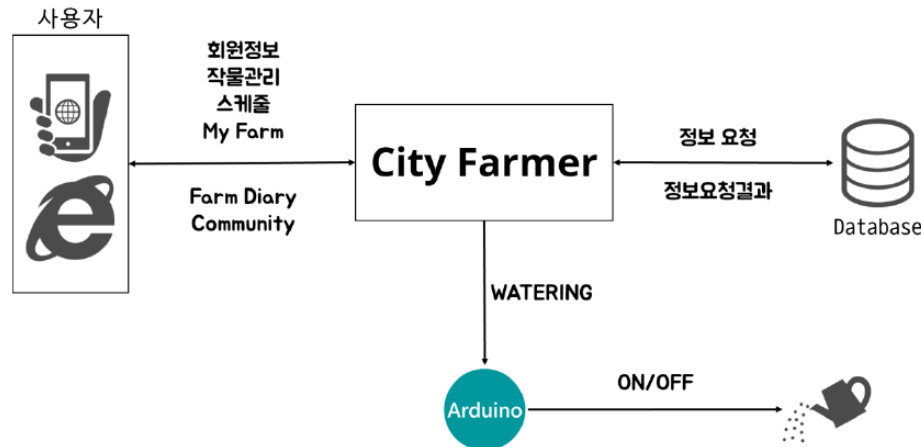 사용자
회원정보
작물관리
스케줄
My Farm
Farm Diary
Community
City Farmer
정보 요청
정보요청결과
Database
WATERING
Arduino
ON/OFF